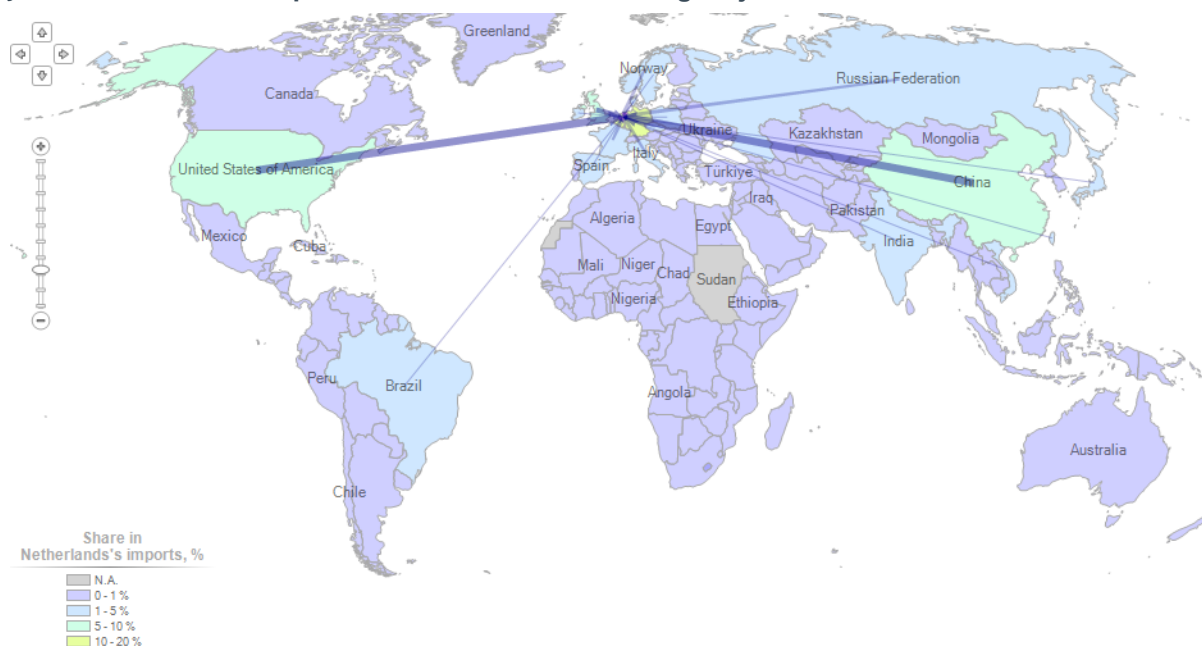 Greenland
Norway
Russian Federation
Canada
Ukraine
Kazakhstan
Mongolia
Italy
United States of America
Spain
Turkiye
China
Iraq
Pakistan
Algeria
Egypt
Mexico
Cuba
India
Mali
Niger
Chad
Sudan
Nigeria
Ethiopia
Peru
Brazil
Angola
Australia
Chile
Share in
Netherlands's imports, %
N.A.
0 - 1 %
1 - 5 %
5 - 10 %
10 - 20 %